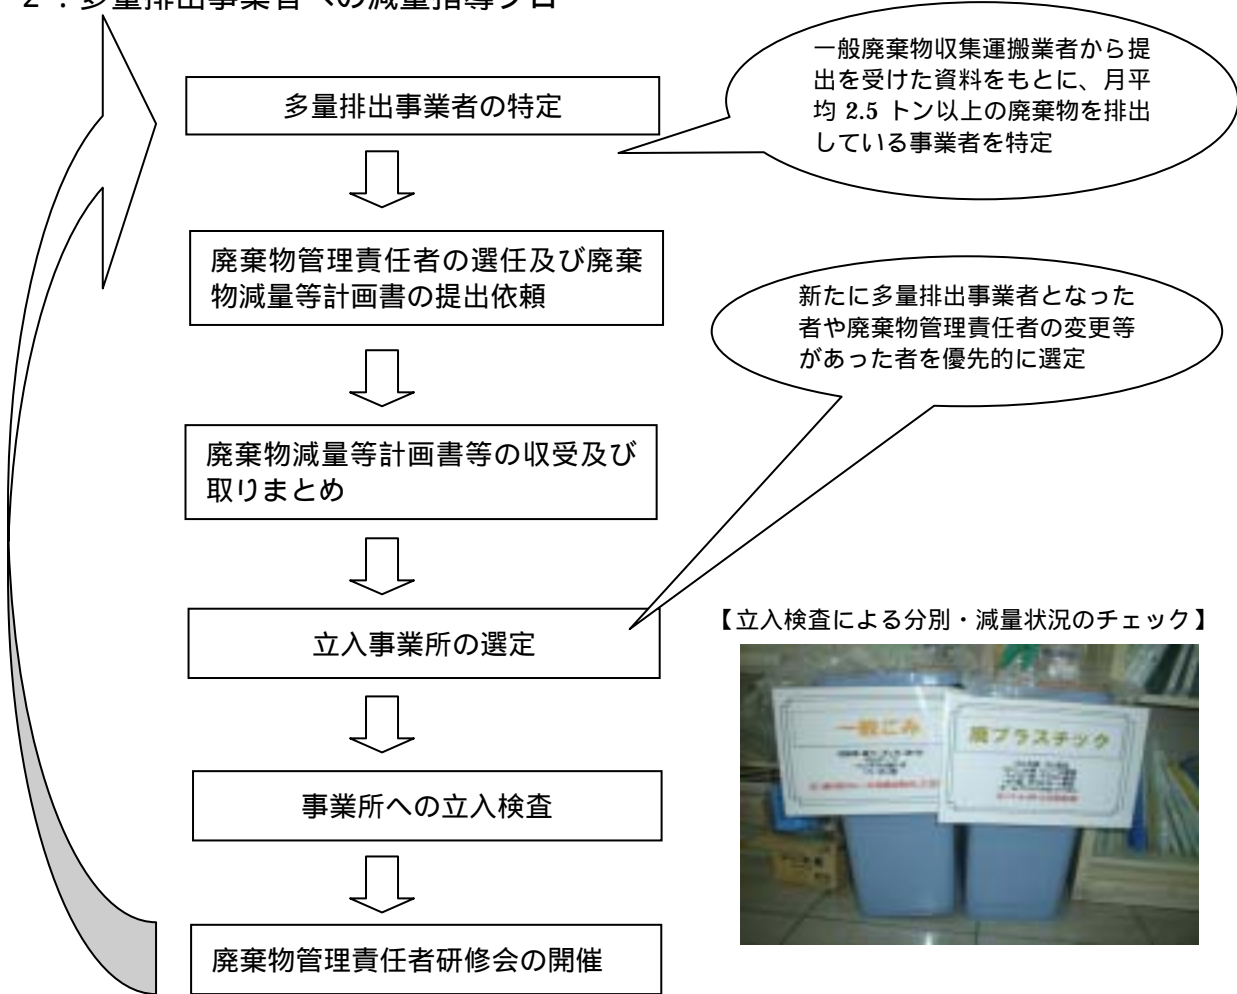 ２．多量排出事業者への減量指導フロー
多量排出事業者の特定
一般廃棄物収集運搬業者から提
出を受けた資料をもとに、月平
均 2.5 トン以上の廃棄物を排出
している事業者を特定
廃棄物管理責任者の選任及び廃棄
物減量等計画書の提出依頼
新たに多量排出事業者となった
者や廃棄物管理責任者の変更等
があった者を優先的に選定
廃棄物減量等計画書等の収受及び
取りまとめ
立入事業所の選定
【立入検査による分別・減量状況のチェック】
一般ごみ
廃プラスチック
事業所への立入検査
廃棄物管理責任者研修会の開催